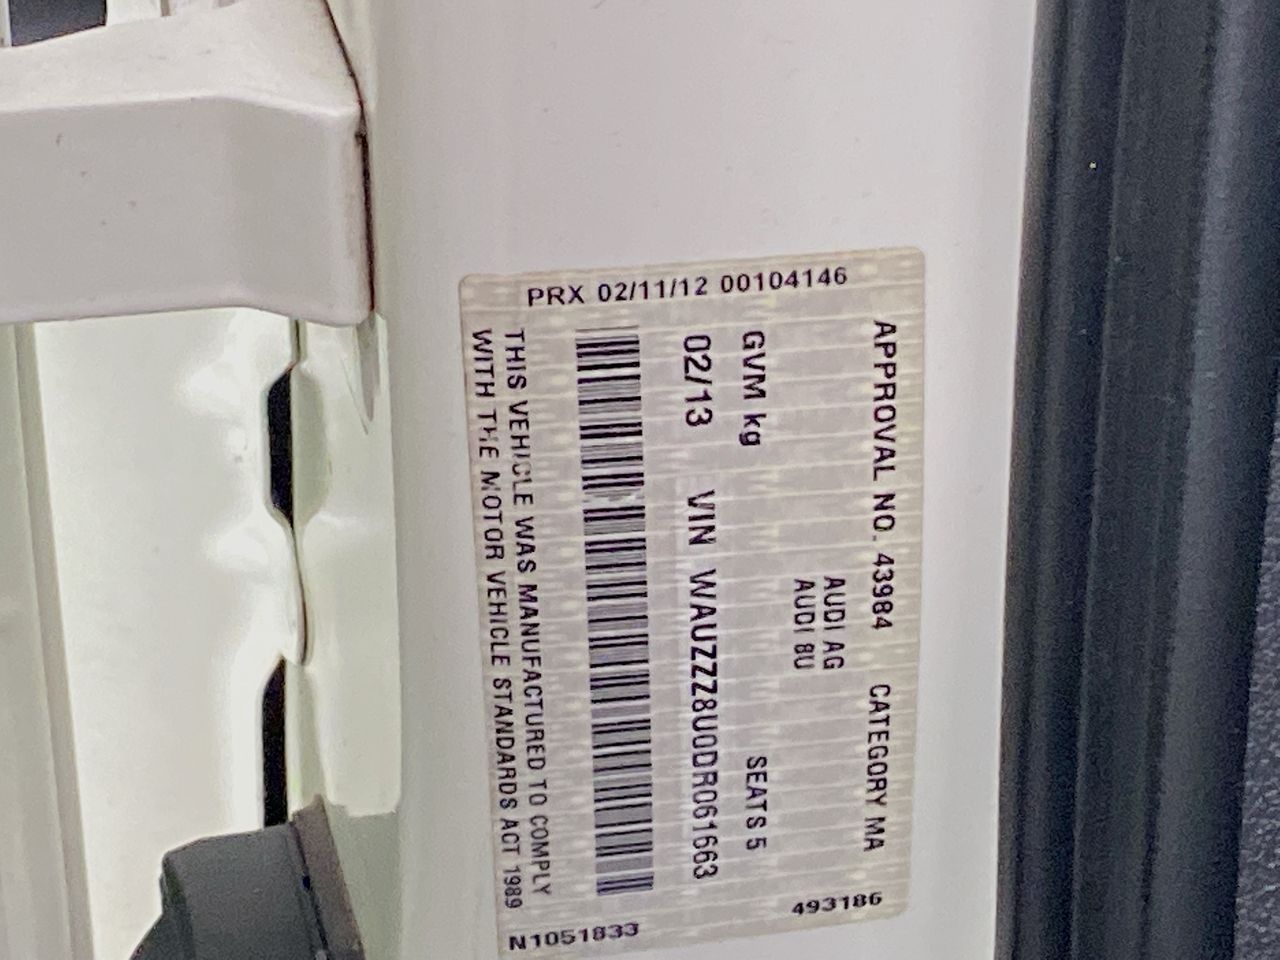 PRX 02/11/12 00104146
APPROVAL NO. 43984 CATEGORY MA
AUDI AG
AUDI 8U
GVM kg SEATS 5
02/13 VIN WAUZZZ8U0DR061663
THIS VEHICLE WAS MANUFACTURED TO COMPLY
WITH THE MOTOR VEHICLE STANDARDS ACT 1989
493186
N1051833